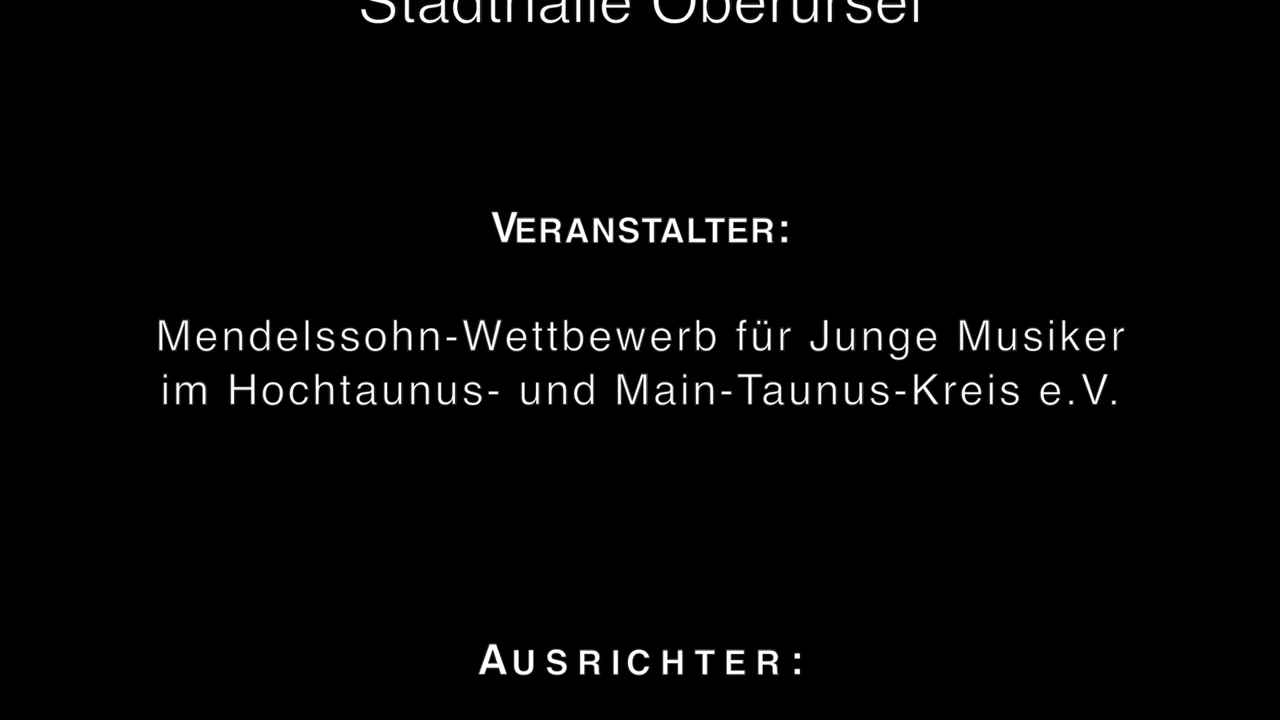 Stadthalle Oberursel
VERANSTALTER:
Mendelssohn-Wettbewerb für Junge Musiker
im Hochtaunus- und Main-Taunus-Kreis e.V.
AUSRICHTER: